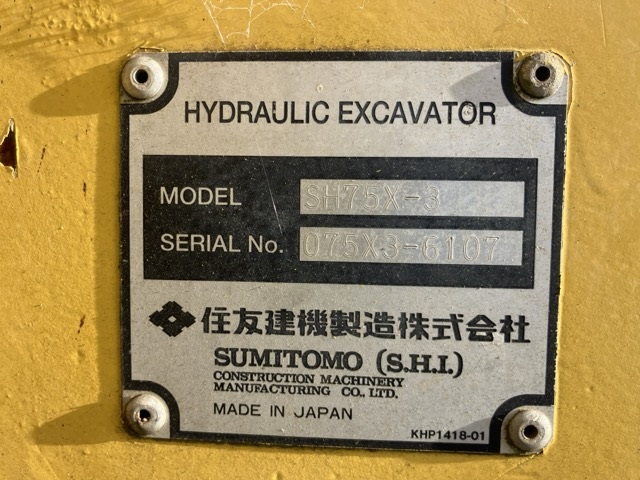 HYDRAULIC EXCAVATOR
MODEL SH75X-3
SERIAL No. 075X3-6107
住友建機製造株式会社
SUMITOMO (S.H.I.)
CONSTRUCTION MACHINERY
MANUFACTURING CO., LTD.
MADE IN JAPAN
KHP1418-01